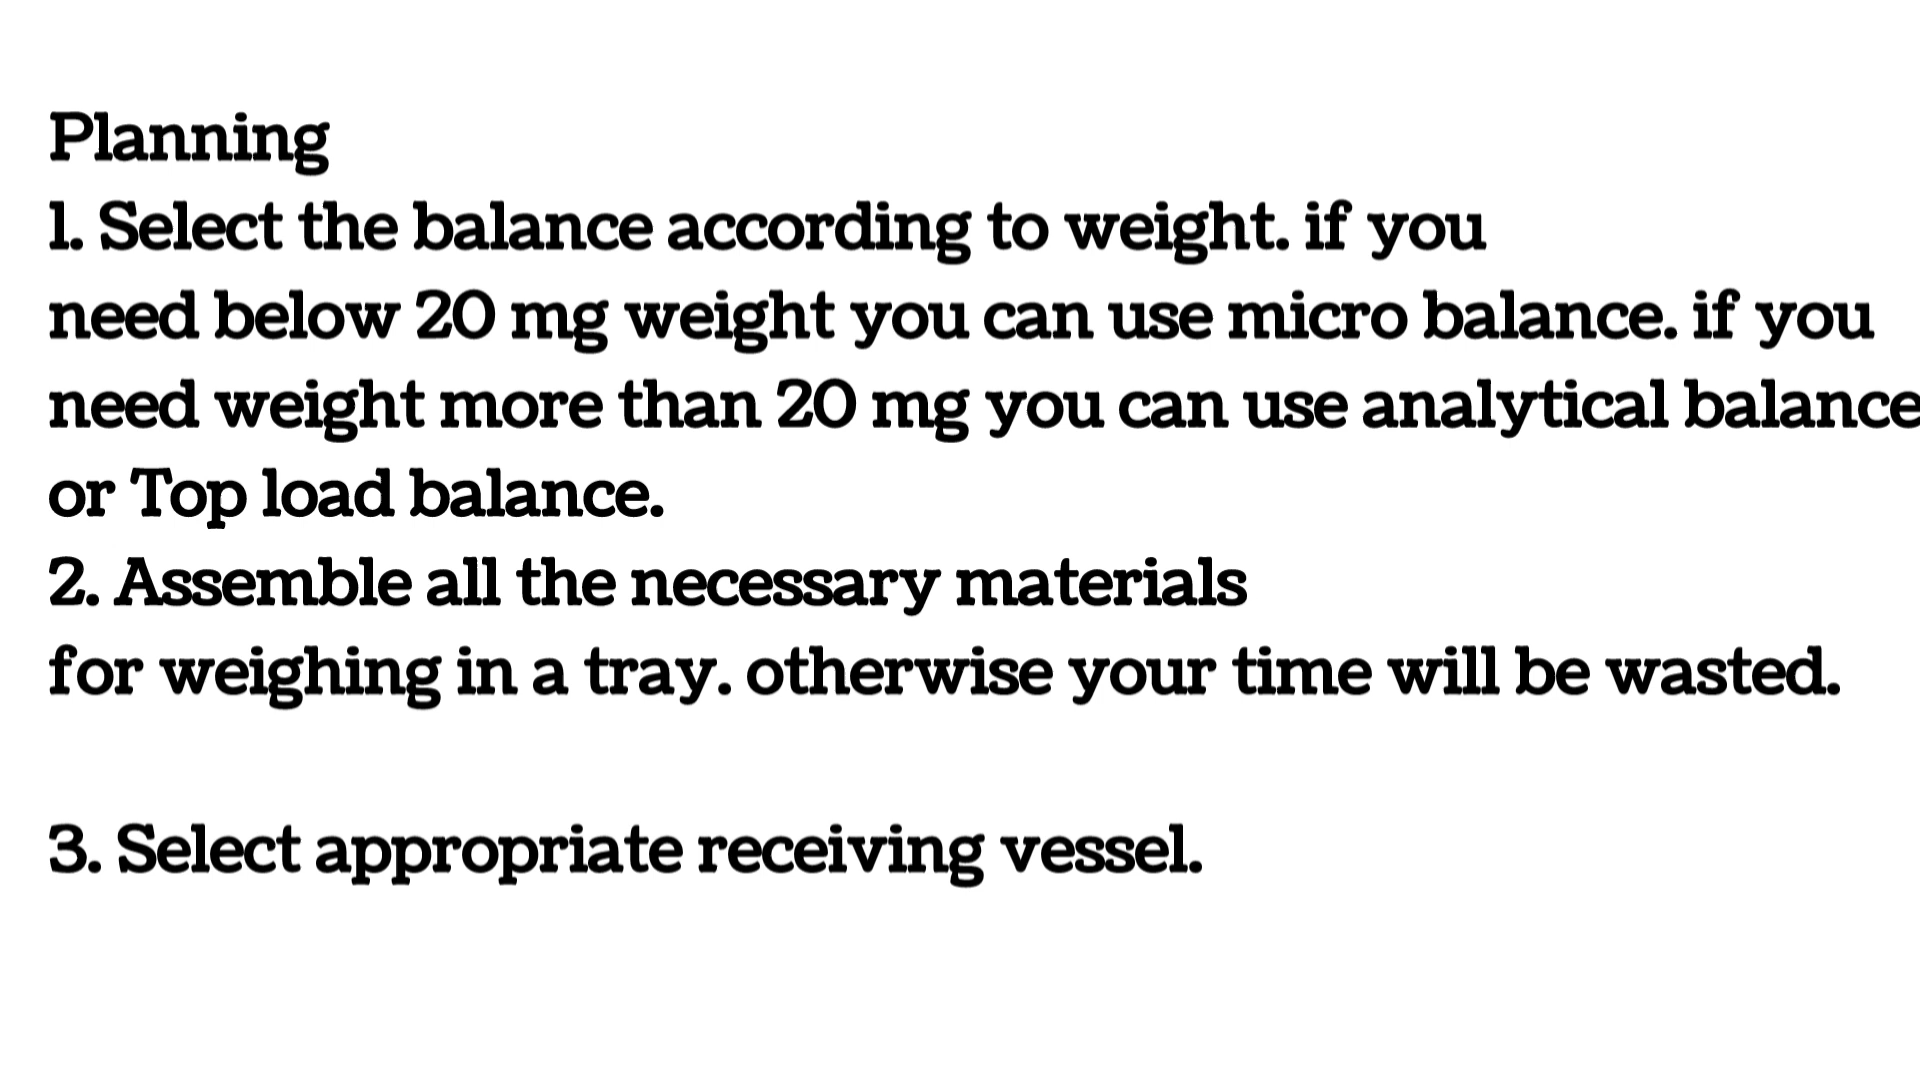 Planning
1. Select the balance according to weight. if you
need below 20 mg weight you can use micro balance. if you
need weight more than 20 mg you can use analytical balance
or Top load balance.
2. Assemble all the necessary materials
for weighing in a tray. otherwise your time will be wasted.
3. Select appropriate receiving vessel.